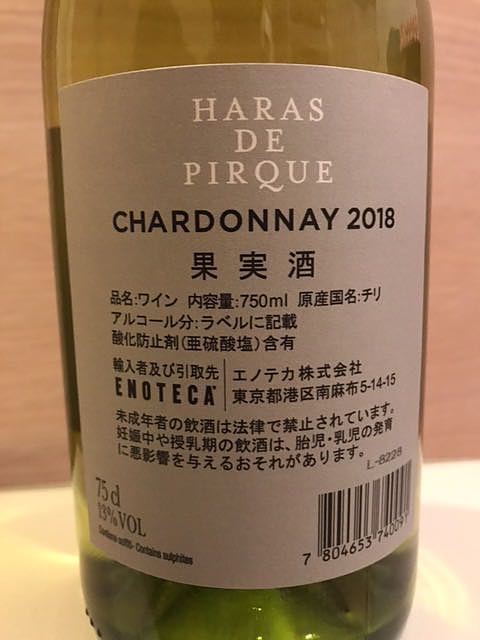 HARAS
DE
PIRQUE
CHARDONNAY 2018
果実酒
品名:ワイン 内容量:750ml 原産国名:チリ
アルコール分:ラベルに記載
酸化防止剤(亜硫酸塩)含有
輸入者及び引取先
ENOTECA
エノテカ株式会社
東京都港区南麻布5-14-15
未成年者の飲酒は法律で禁止されています。
妊娠中や授乳期の飲酒は、胎児・乳児の発育
に悪影響を与えるおそれがあります。
L-8228
75 cl
13%VOL
Contiene solfiti- Contains sulphites
7 804653 74009